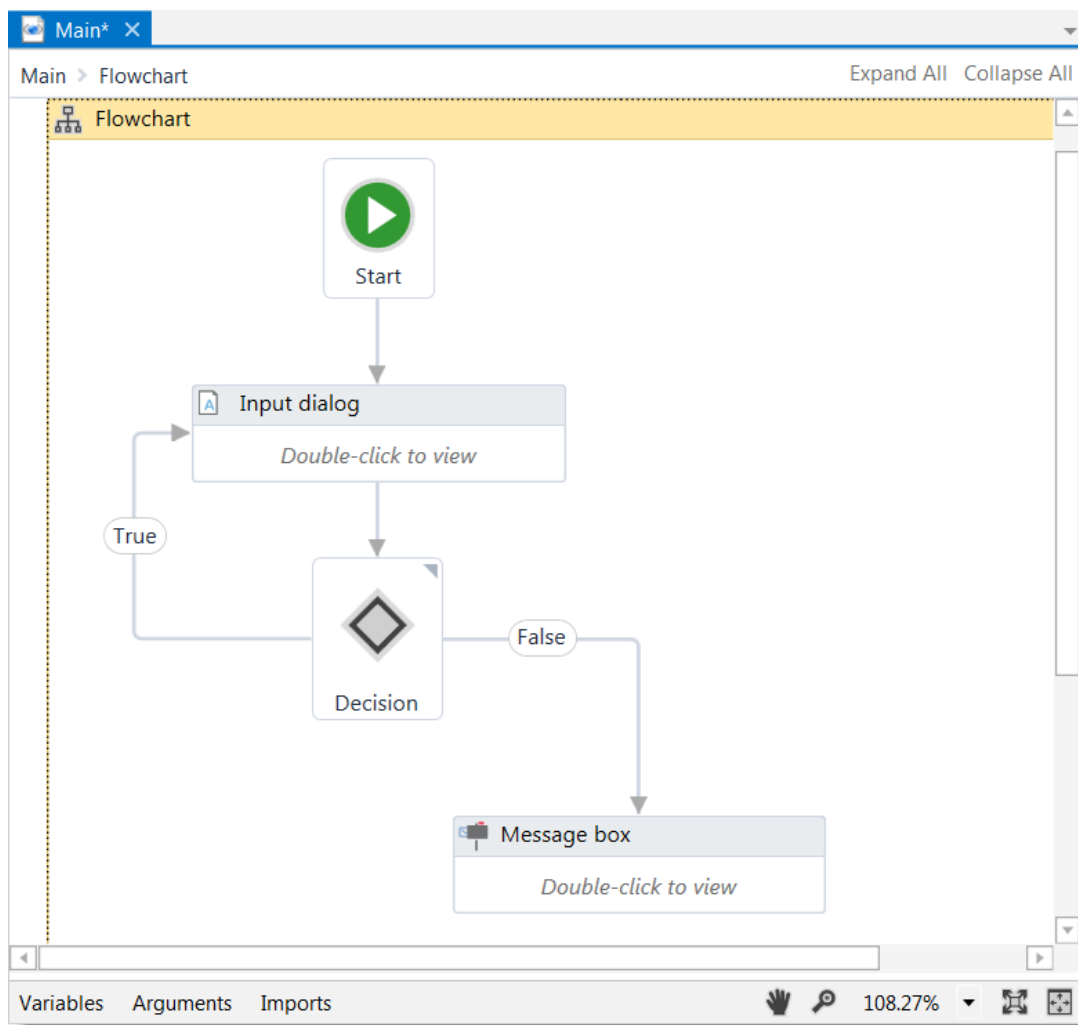 Main*
Main > Flowchart Expand All Collapse All
Flowchart
Start
Input dialog
Double-click to view
True
False
Decision
Message box
Double-click to view
Variables Arguments Imports 108.27%